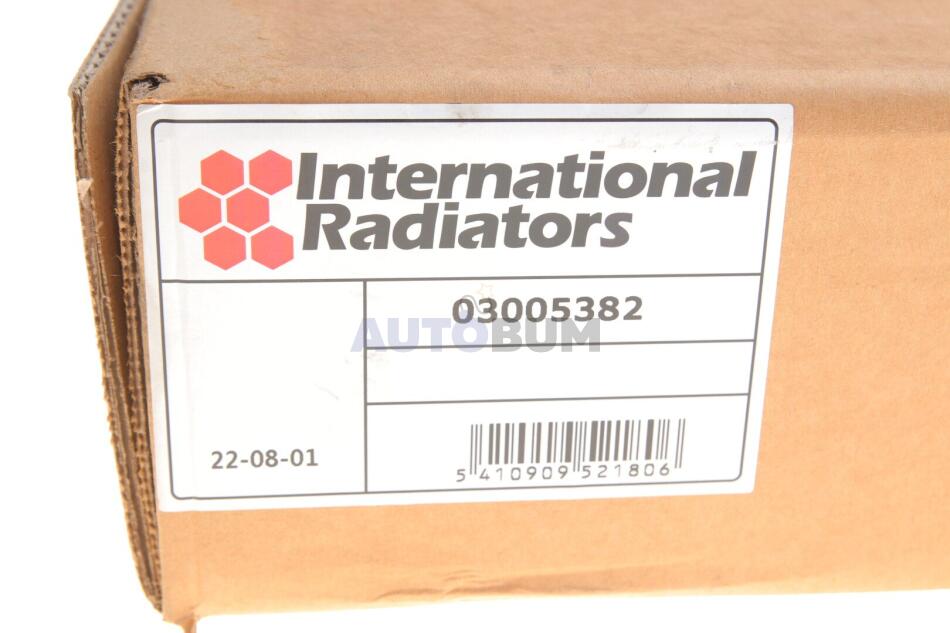 International
Radiators
03005382
AUTOBUM
22-08-01
5 410909 521806